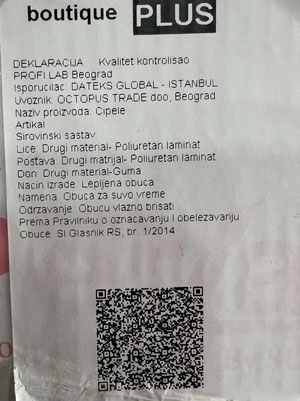 boutique PLUS
DEKLARACIJA Kvalitet kontrolisao
PROFI LAB Beograd
Isporucilac: DATEKS GLOBAL - ISTANBUL
Uvoznik: OCTOPUS TRADE doo, Beograd
Naziv proizvoda: Cipele
Artikal
Sirovinski sastav
Lice: Drugi material- Poliuretan laminat
Postava: Drugi matrijal- Poliuretan laminat
Don: Drugi material-Guma
Nacin izrade: Lepljena obuca
Namena: Obuca za suvo vreme
Odrzavanje: Obucu vlazno brisati
Prema Pravilniku o oznacavanju I obelezavanju
Obuce. Sl Glasnik RS, br. 1/2014